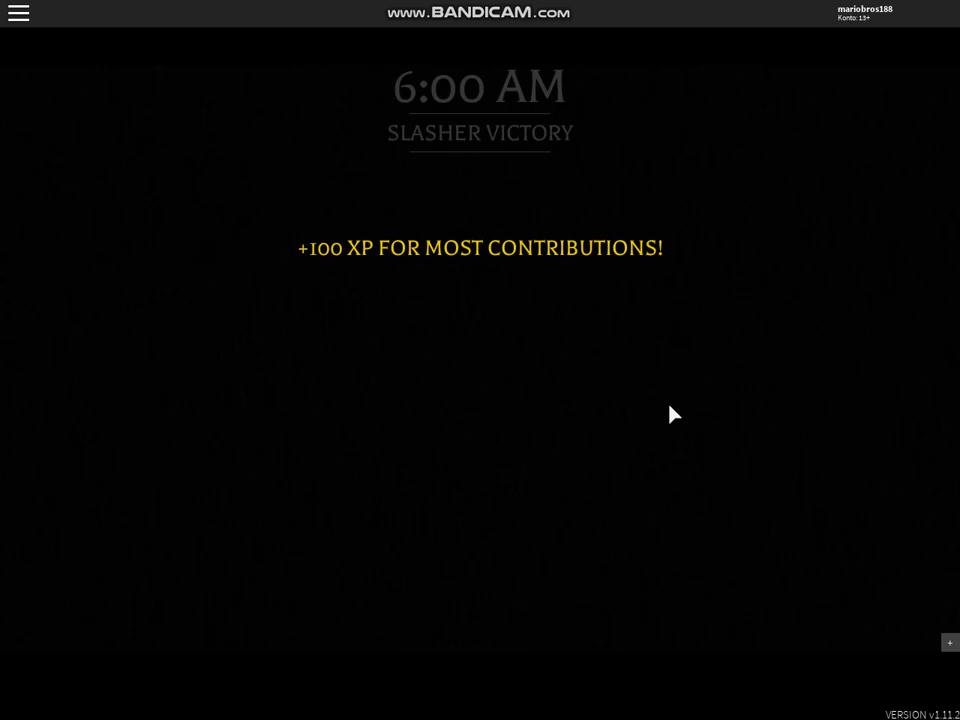 www.BANDICAM.com
mariobros188
Konto: 13+
6:00 AM
SLASHER VICTORY
+100 XP FOR MOST CONTRIBUTIONS!
+
VERSION v1.11.2